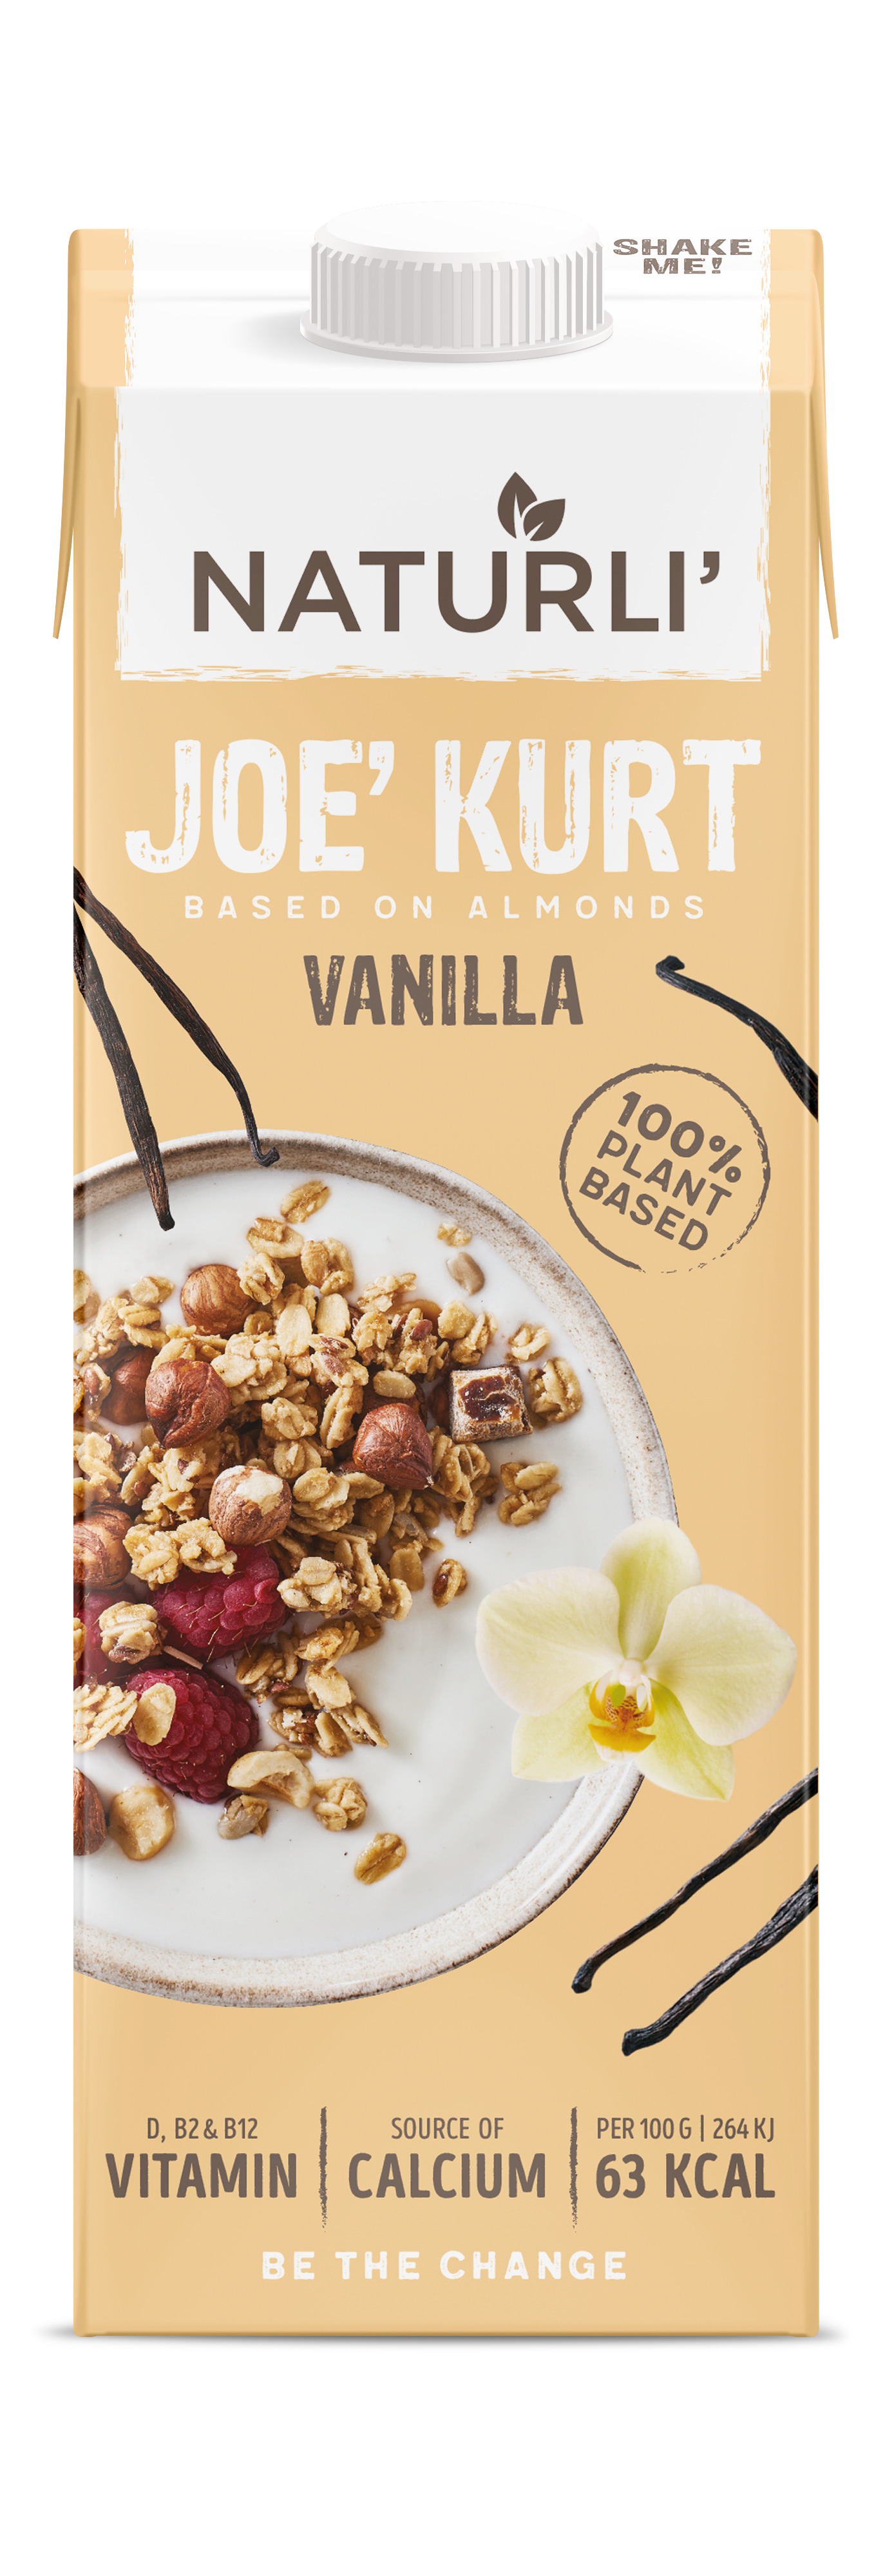 SHAKE
ME!
NATURLI’
JOE’ KURT
BASED ON ALMONDS
VANILLA
100%
PLANT
BASED
D, B2 & B12
VITAMIN
SOURCE OF
CALCIUM
PER 100 G | 264 KJ
63 KCAL
BE THE CHANGE